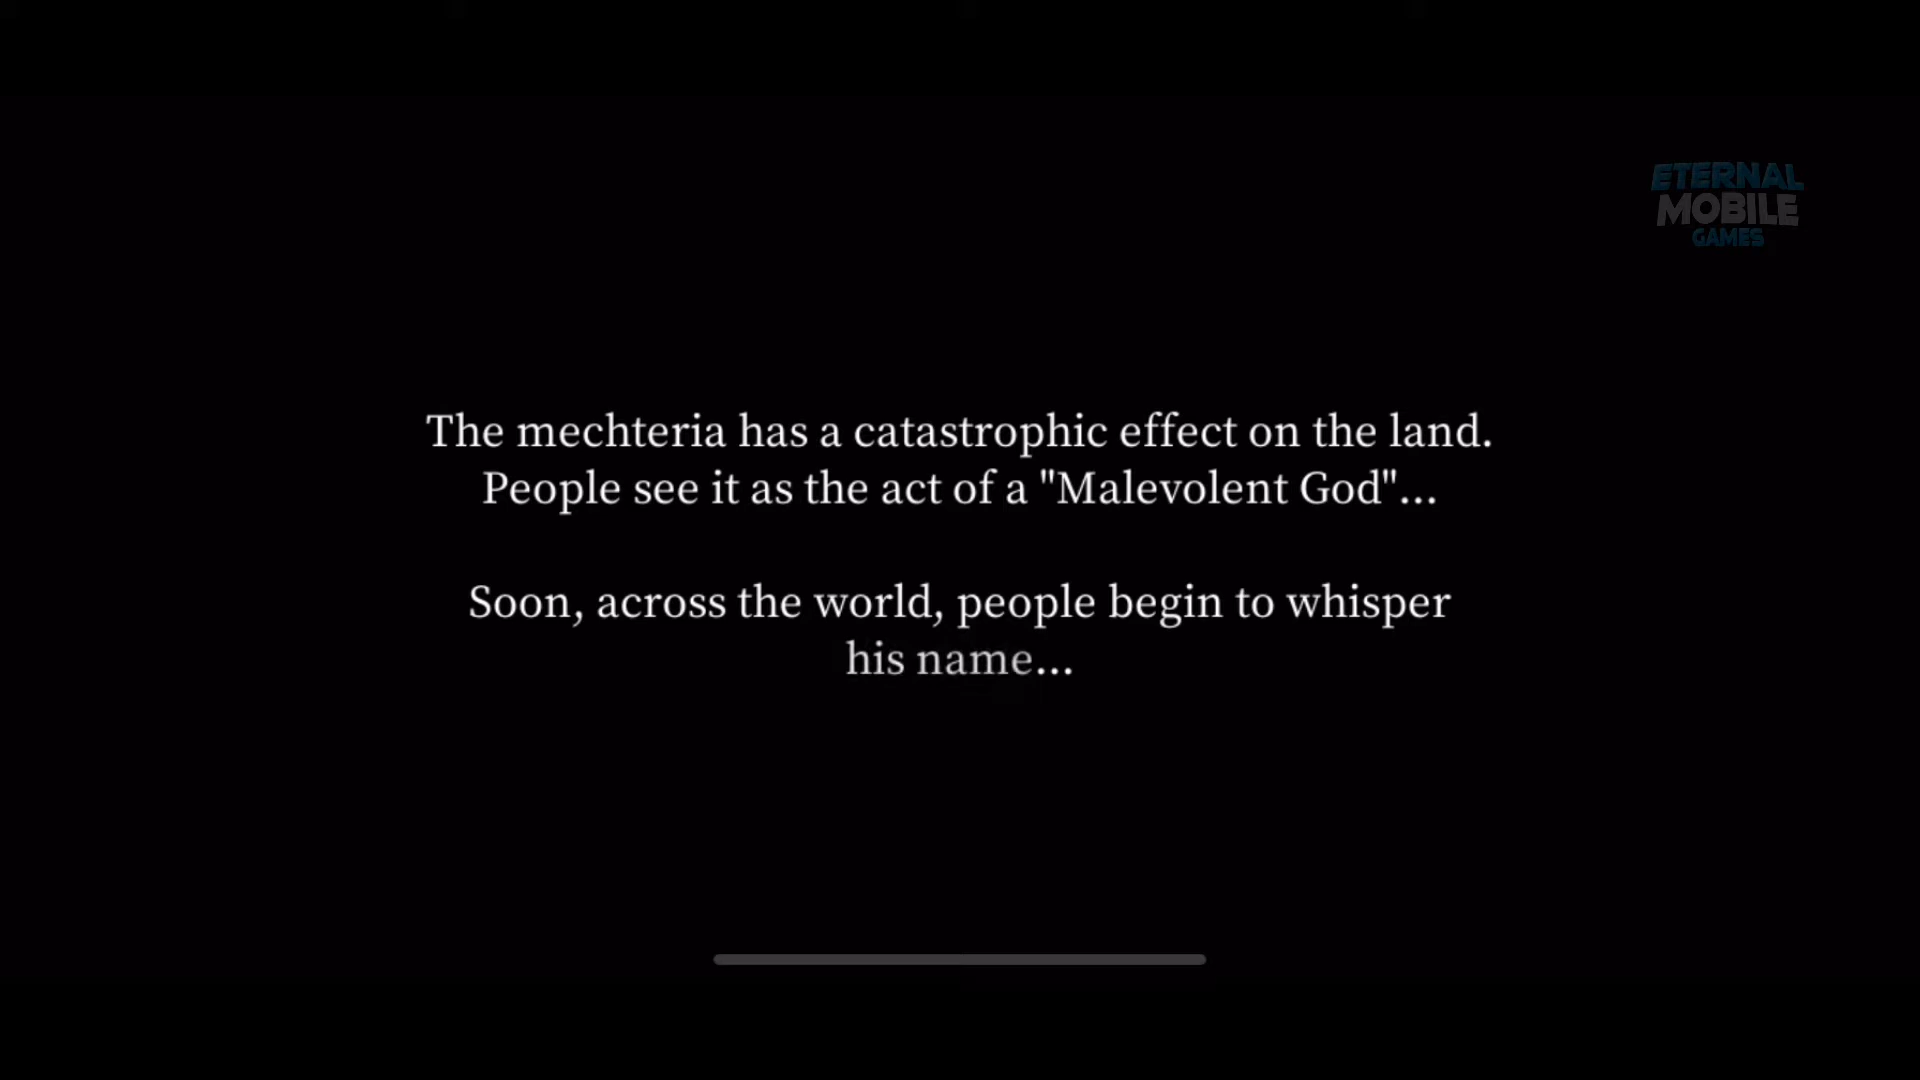 ETERNAL
MOBILE
GAMES
The mechteria has a catastrophic effect on the land.
People see it as the act of a "Malevolent God"...
Soon, across the world, people begin to whisper
his name...